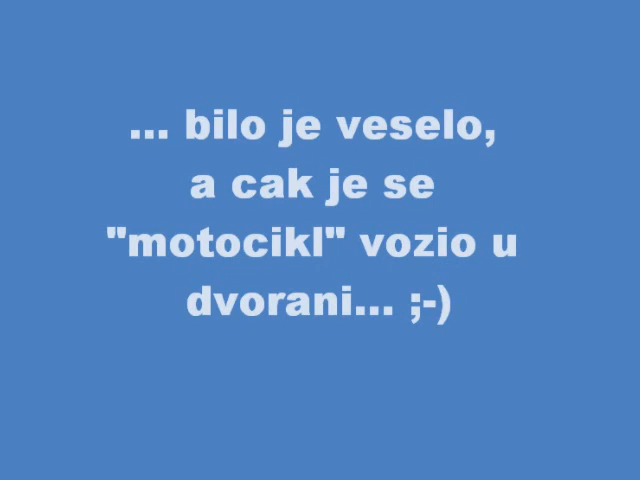 ... bilo je veselo,
a cak je se
"motocikl" vozio u
dvorani... ;-)